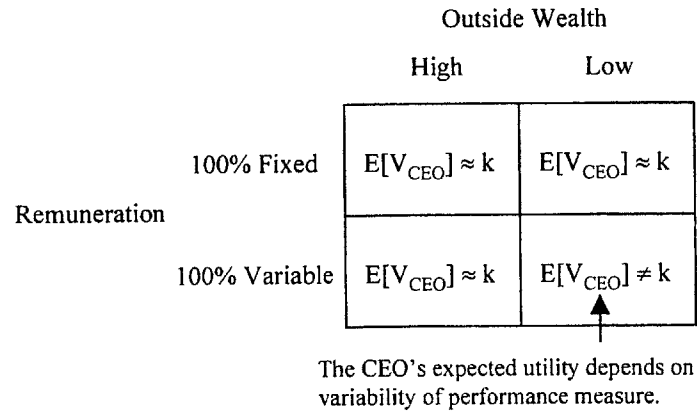 Outside Wealth
High Low
100% Fixed E[V_CEO] ≈ k E[V_CEO] ≈ k
Remuneration
100% Variable E[V_CEO] ≈ k E[V_CEO] ≠ k
The CEO's expected utility depends on
variability of performance measure.